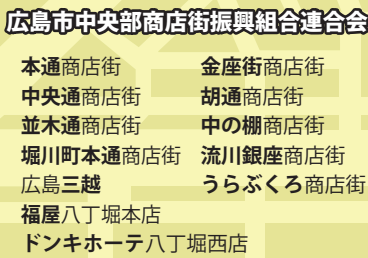 広島市中央部商店街振興組合連合会
本通商店街 金座街商店街
中央通商店街 胡通商店街
並木通商店街 中の棚商店街
堀川町本通商店街 流川銀座商店街
広島三越 うらぶくろ商店街
福屋八丁堀本店
ドンキホーテ八丁堀西店